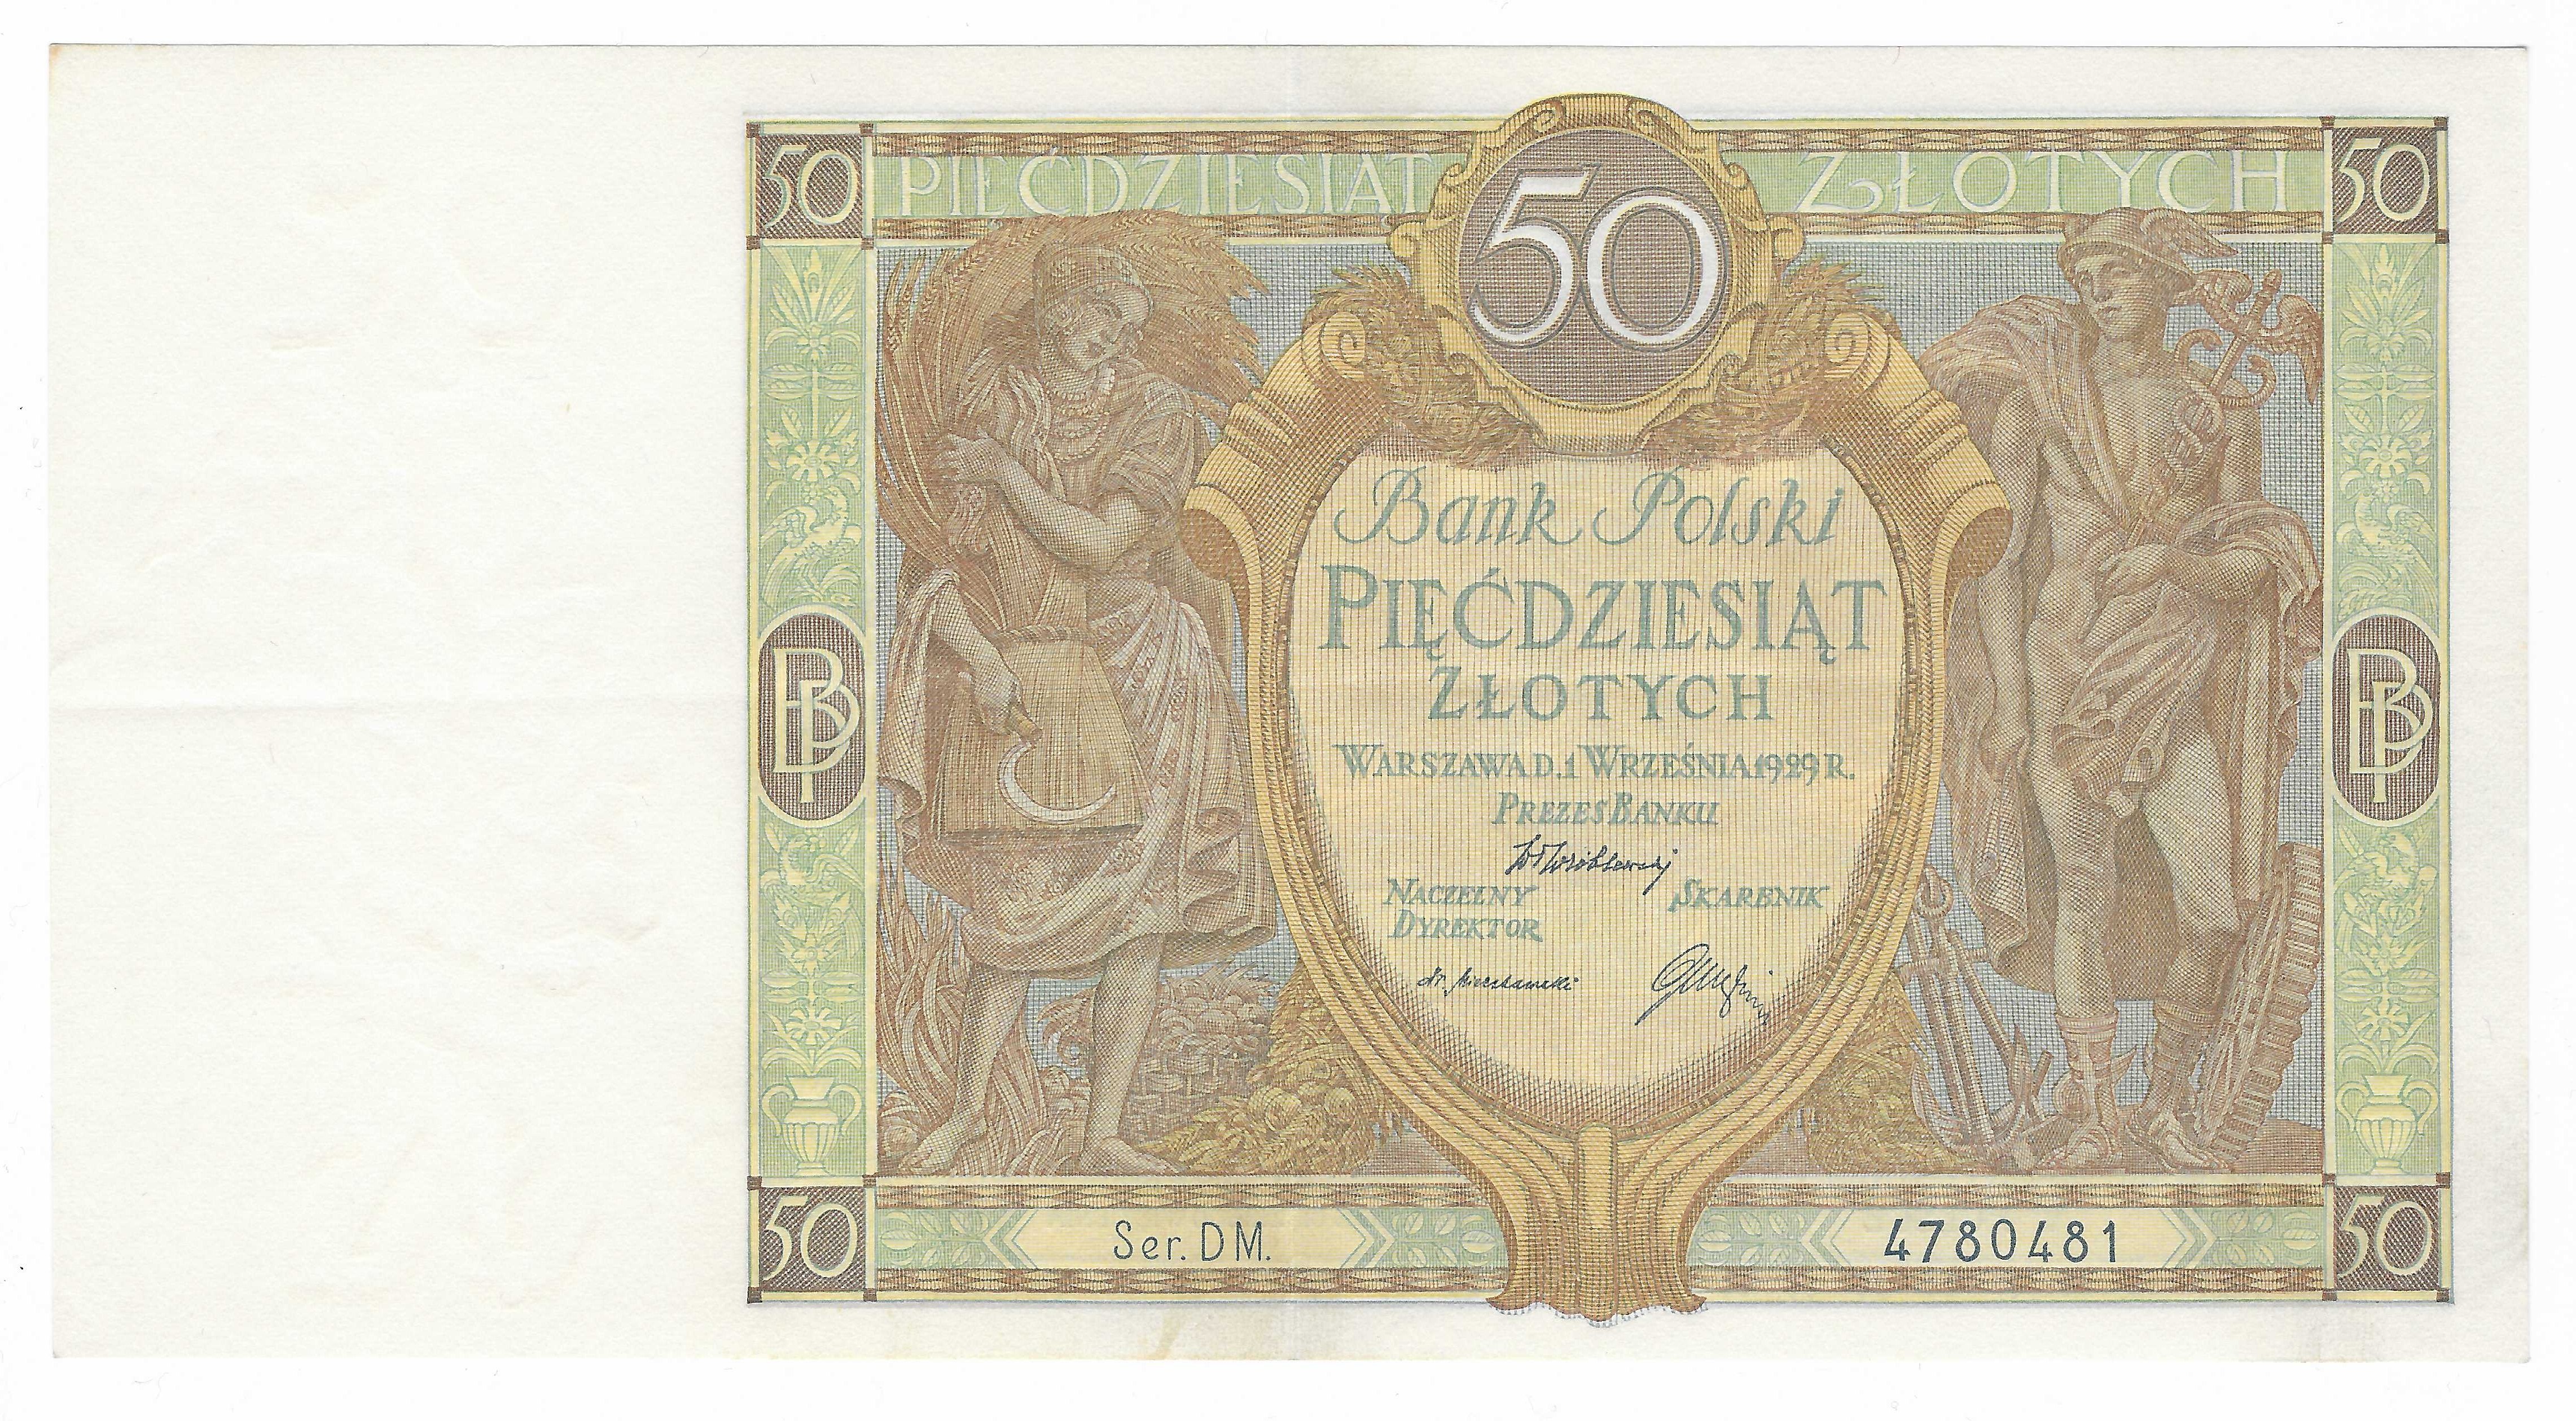 50 PIĘĆDZIESIĄT 50 ZŁOTYCH 50
Bank Polski
PIĘĆDZIESIĄT
ZŁOTYCH
WARSZAWA D. 1 WRZEŚNIA 1929 R.
PREZES BANKU
BP BP
NACZELNY SKARBNIK
DYREKTOR
50 Ser. DM. 4780481 50